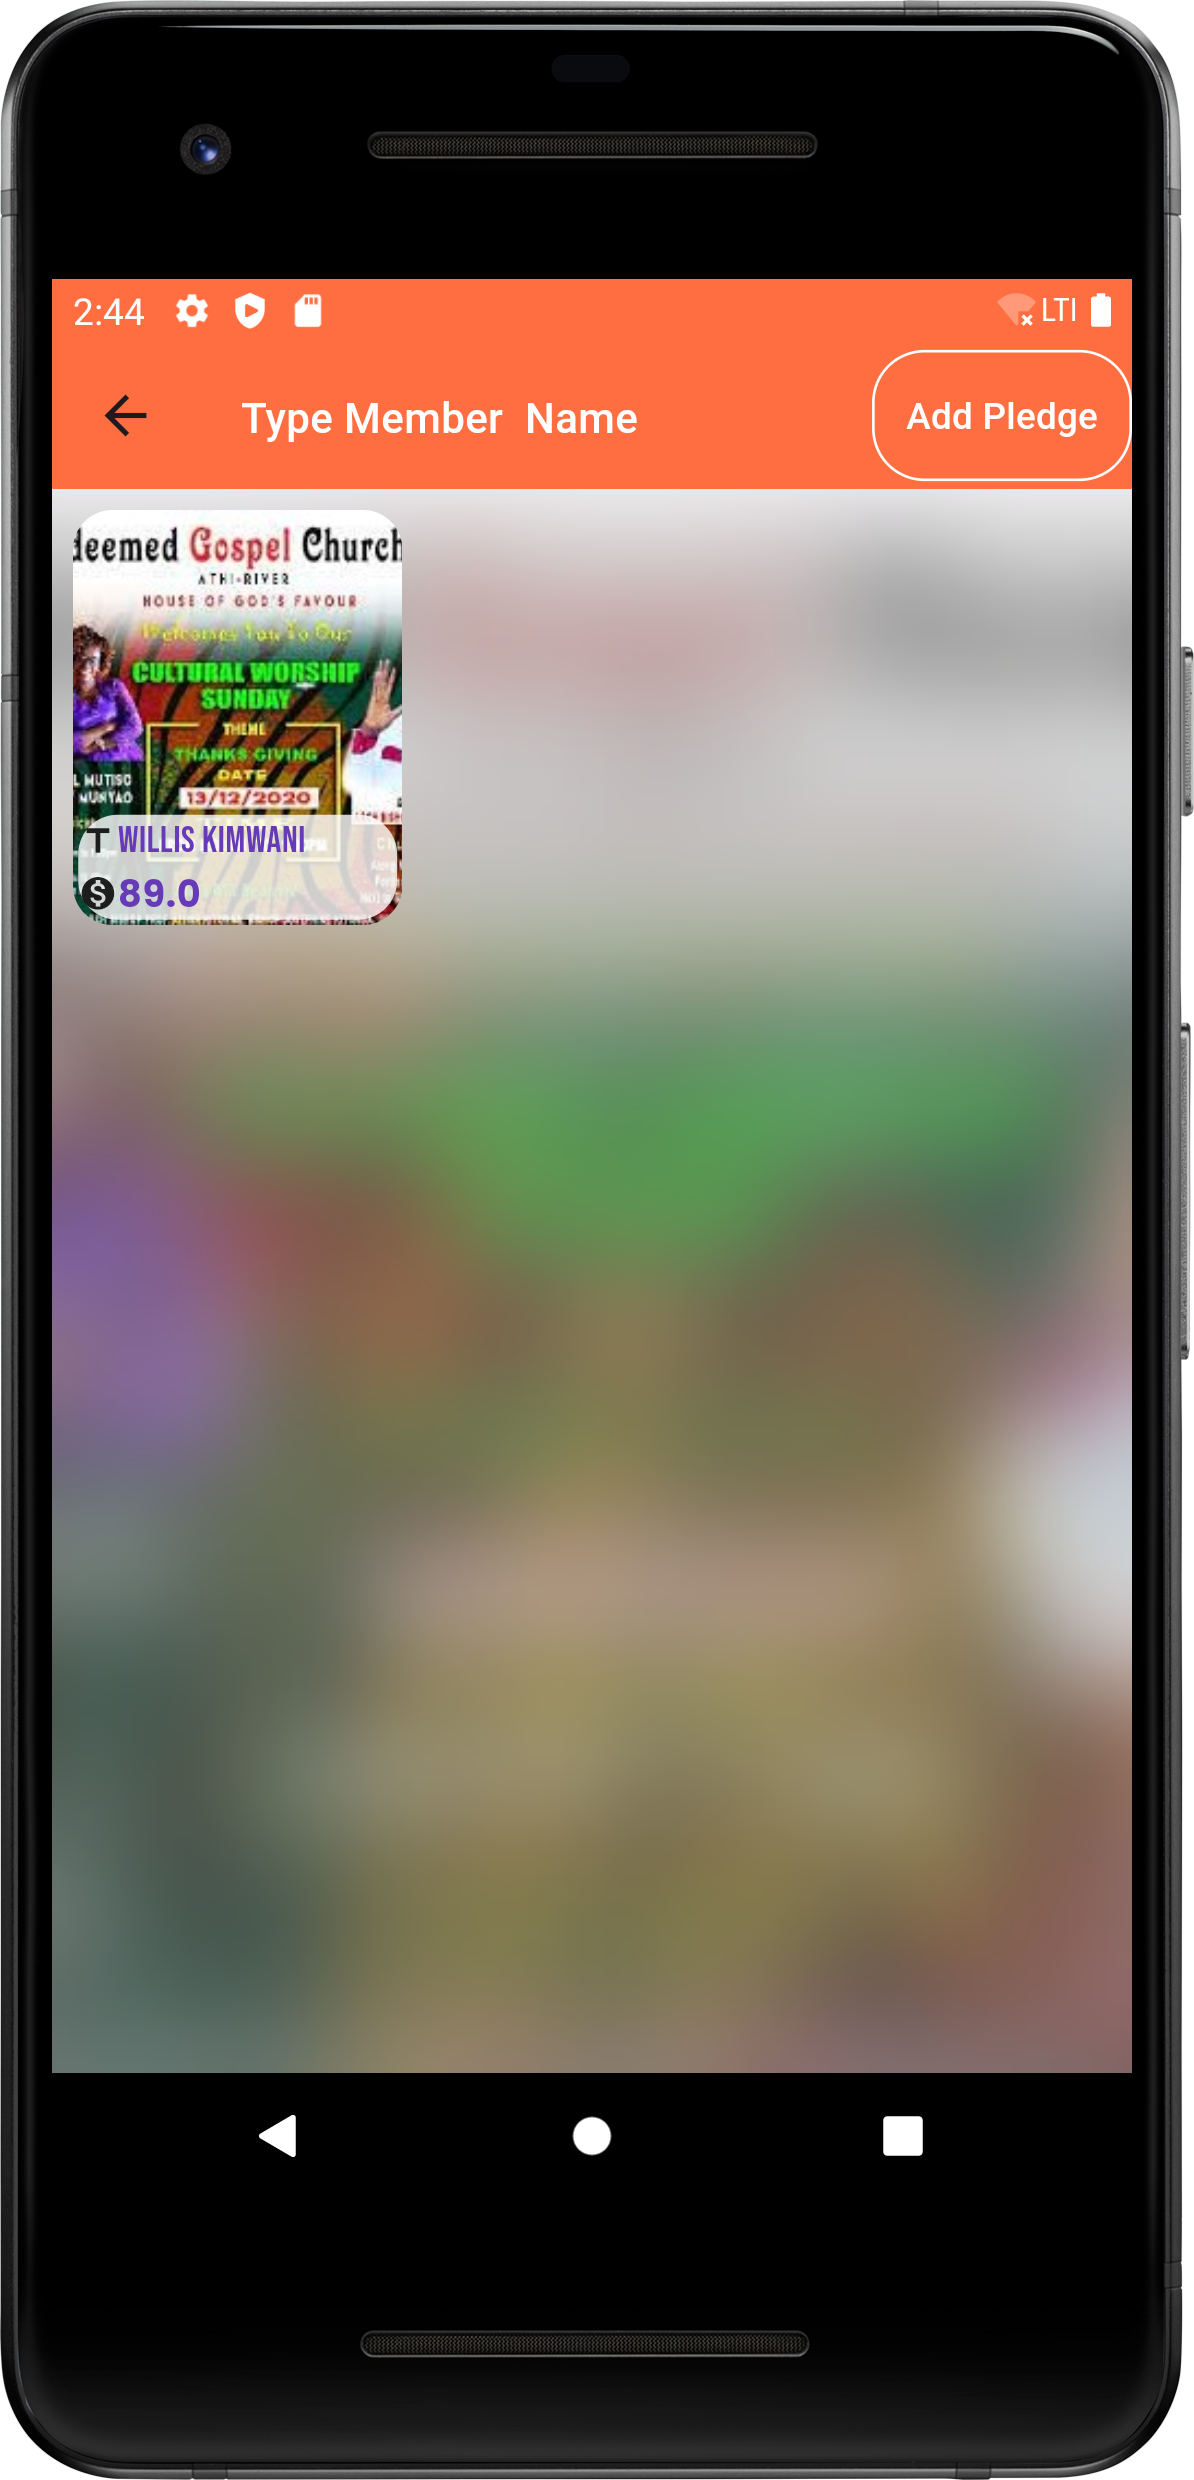 2:44 LTI
Type Member  Name
Add Pledge
deemed Gospel Church
ATHI-RIVER
HOUSE OF GOD'S FAVOUR
Welcomes You To Our
CULTURAL WORSHIP
SUNDAY
THEME
THANKS GIVING
DATE
13/12/2020
L MUTISO
MUNYAO
WILLIS KIMWANI
89.0